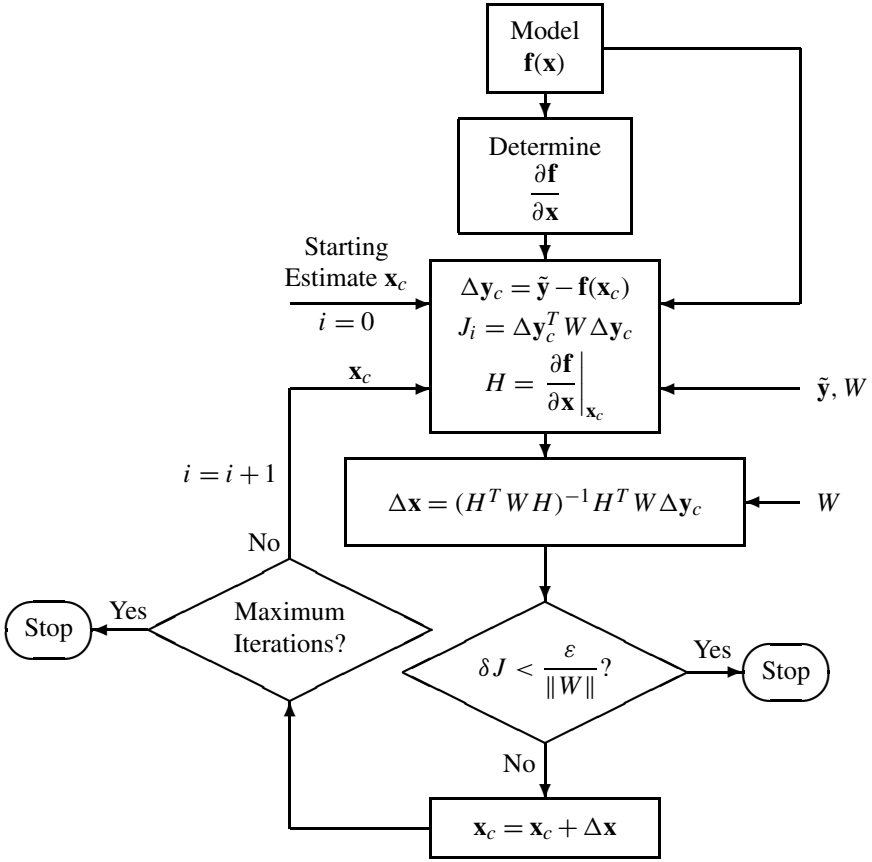 Model
f(x)
Determine
∂f
∂x
Starting
Estimate x_c
i = 0
Δy_c = ỹ − f(x_c)
J_i = Δy_c^T W Δy_c
H = ∂f/∂x |_{x_c}
x_c
ỹ, W
i = i + 1
Δx = (H^T W H)^{−1} H^T W Δy_c
W
No
Maximum
Iterations?
Yes
Stop
δJ < ε/‖W‖ ?
Yes
Stop
No
x_c = x_c + Δx